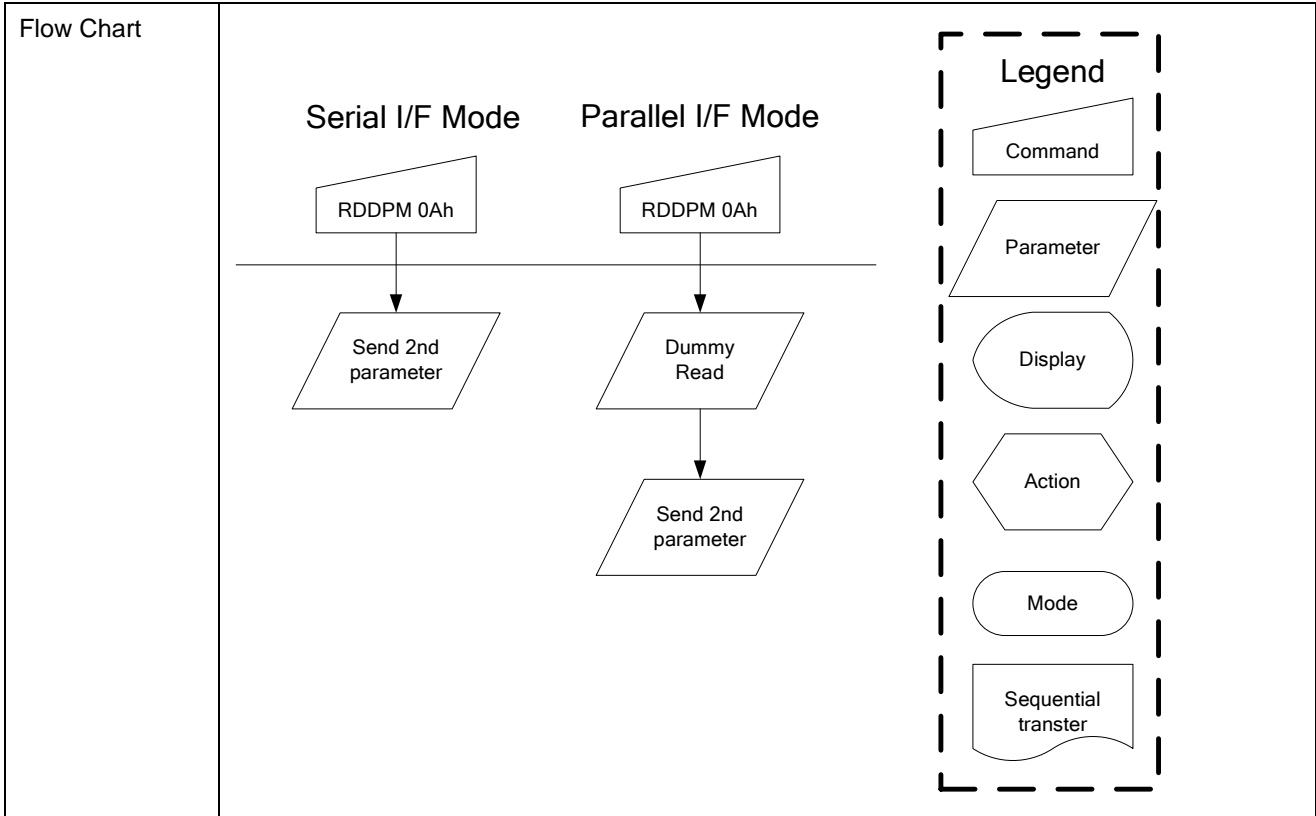 Flow Chart
Serial I/F Mode
RDDPM 0Ah
Send 2nd
parameter
Parallel I/F Mode
RDDPM 0Ah
Dummy
Read
Send 2nd
parameter
Legend
Command
Parameter
Display
Action
Mode
Sequential
transter